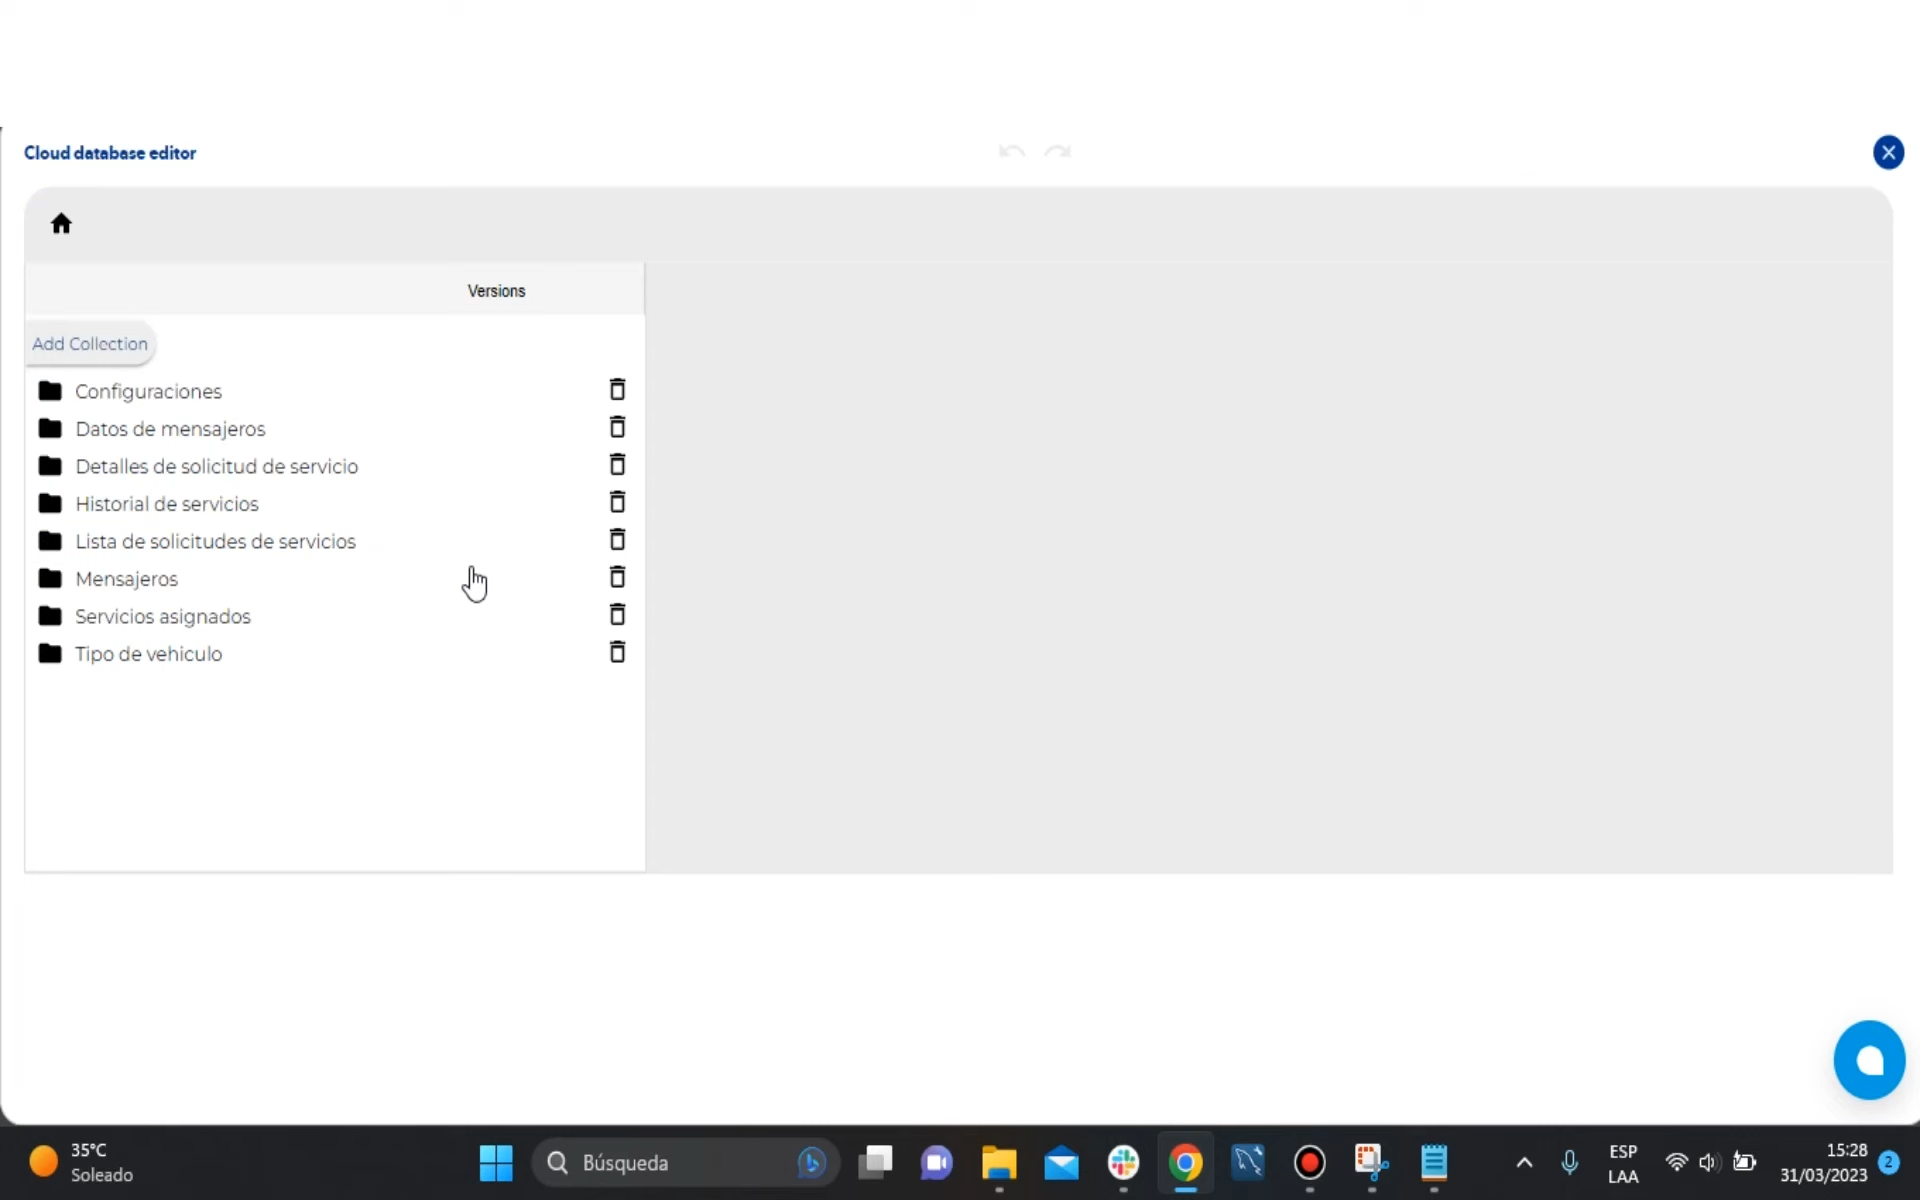 Cloud database editor
Versions
Add Collection
Configuraciones
Datos de mensajeros
Detalles de solicitud de servicio
Historial de servicios
Lista de solicitudes de servicios
Mensajeros
Servicios asignados
Tipo de vehiculo
35°C
Soleado
Búsqueda
ESP
LAA
15:28
31/03/2023
2